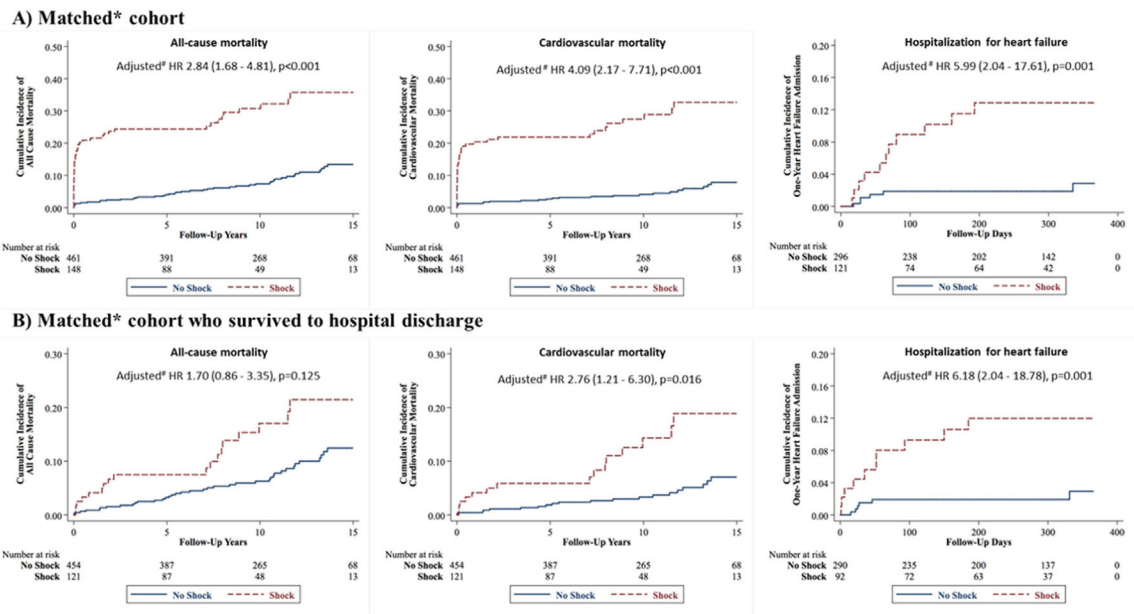 A) Matched* cohort
All-cause mortality
Adjusted# HR 2.84 (1.68 - 4.81), p<0.001
Cumulative Incidence of
All Cause Mortality
0.50
0.40
0.30
0.20
0.10
0.00
0 5 10 15
Follow-Up Years
Number at risk
No Shock 461 391 268 68
Shock 148 88 49 13
No Shock Shock
Cardiovascular mortality
Adjusted# HR 4.09 (2.17 - 7.71), p<0.001
Cumulative Incidence of
Cardiovascular Mortality
0.50
0.40
0.30
0.20
0.10
0.00
0 5 10 15
Follow-Up Years
461 391 268 68
148 88 49 13
No Shock Shock
Hospitalization for heart failure
Adjusted# HR 5.99 (2.04 - 17.61), p=0.001
Cumulative Incidence of
One-Year Heart Failure Admission
0.20
0.16
0.12
0.08
0.04
0.00
0 100 200 300 400
Follow-Up Days
Number at risk
No Shock 296 238 202 142 0
Shock 121 74 64 42 0
No Shock Shock
B) Matched* cohort who survived to hospital discharge
All-cause mortality
Adjusted# HR 1.70 (0.86 - 3.35), p=0.125
Cumulative Incidence of
All Cause Mortality
0.30
0.20
0.10
0.00
0 5 10 15
Follow-Up Years
Number at risk
No Shock 454 387 265 68
Shock 121 87 48 13
No Shock Shock
Cardiovascular mortality
Adjusted# HR 2.76 (1.21 - 6.30), p=0.016
Cumulative Incidence of
Cardiovascular Mortality
0.30
0.20
0.10
0.00
0 5 10 15
Follow-Up Years
454 387 265 68
121 87 48 13
No Shock Shock
Hospitalization for heart failure
Adjusted# HR 6.18 (2.04 - 18.78), p=0.001
Cumulative Incidence of
One-Year Heart Failure Admission
0.20
0.16
0.12
0.08
0.04
0.00
0 100 200 300 400
Follow-Up Days
Number at risk
No Shock 290 235 200 137 0
Shock 92 72 63 37 0
No Shock Shock